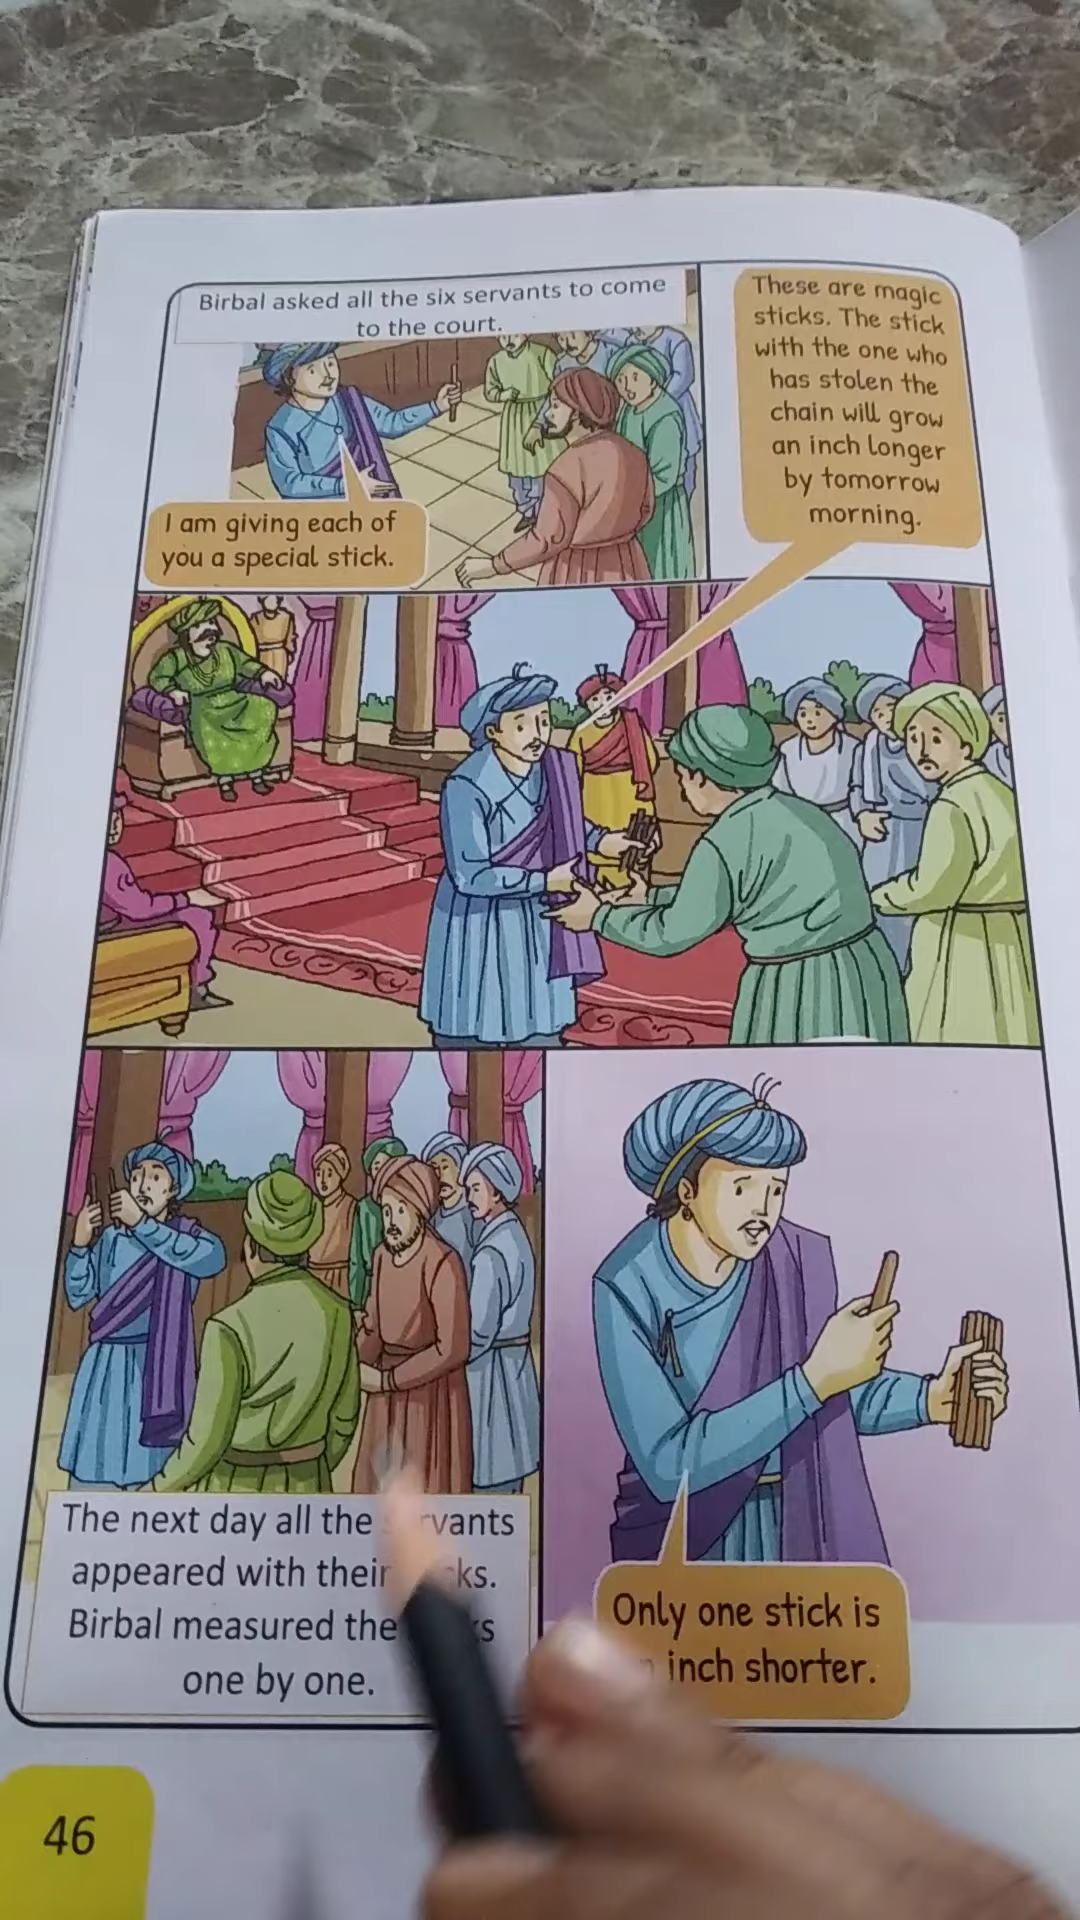 Birbal asked all the six servants to come
to the court.
I am giving each of
you a special stick.
These are magic
sticks. The stick
with the one who
has stolen the
chain will grow
an inch longer
by tomorrow
morning.
The next day all the
appeared with their
Birbal measured the
one by one.
Only one stick is
inch shorter.
46